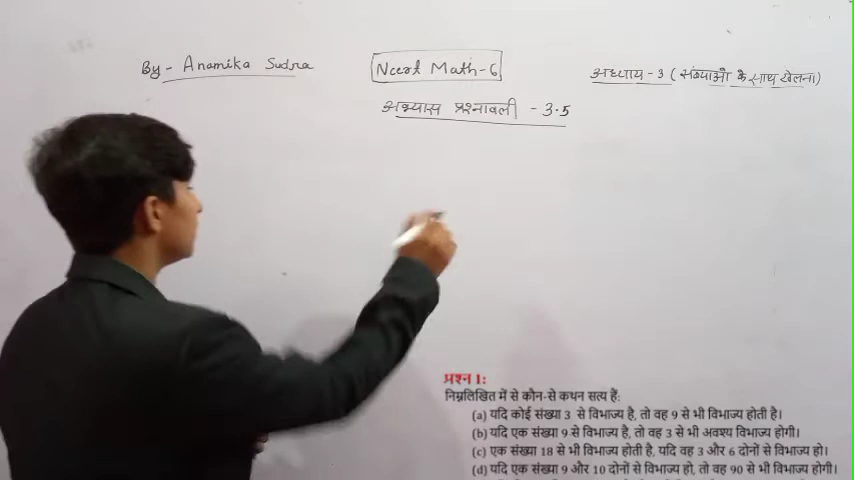 By - Anamika Sudra
Ncert Math-6
अध्याय - 3 (संख्याओं के साथ खेलना)
अभ्यास प्रश्नावली - 3.5
प्रश्न 1:
निम्नलिखित में से कौन-से कथन सत्य हैं:
(a) यदि कोई संख्या 3 से विभाज्य है, तो वह 9 से भी विभाज्य होती है।
(b) यदि एक संख्या 9 से विभाज्य है, तो वह 3 से भी अवश्य विभाज्य होगी।
(c) एक संख्या 18 से भी विभाज्य होती है, यदि वह 3 और 6 दोनों से विभाज्य हो।
(d) यदि एक संख्या 9 और 10 दोनों से विभाज्य हो, तो वह 90 से भी विभाज्य होगी।